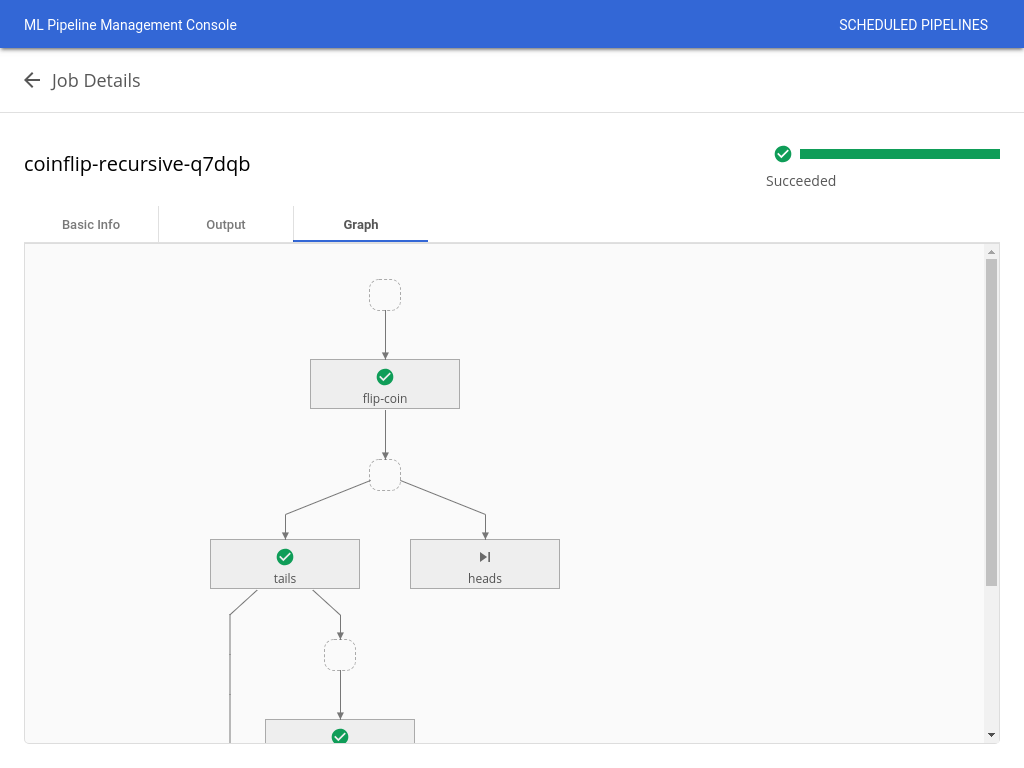 ML Pipeline Management Console
SCHEDULED PIPELINES
Job Details
coinflip-recursive-q7dqb
Succeeded
Basic Info
Output
Graph
flip-coin
tails
heads